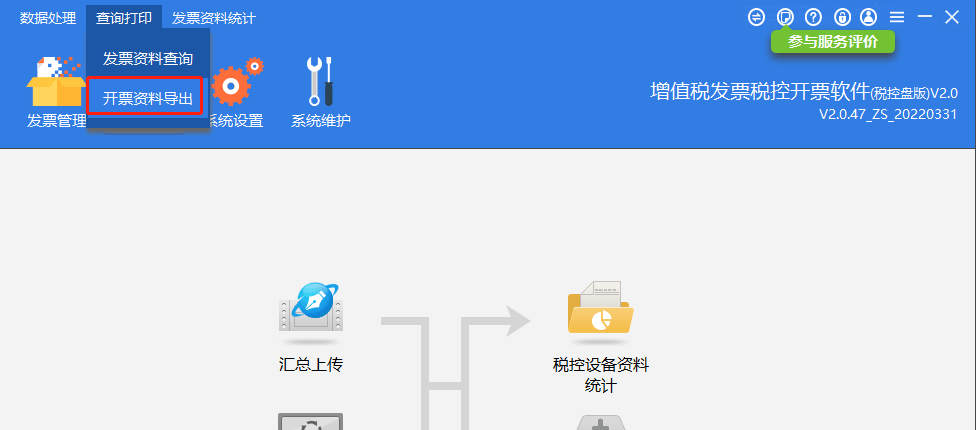 数据处理 查询打印 发票资料统计
参与服务评价
发票资料查询
开票资料导出
发票管理 系统设置 系统维护
增值税发票税控开票软件(税控盘版)V2.0
V2.0.47_ZS_20220331
汇总上传
税控设备资料
统计